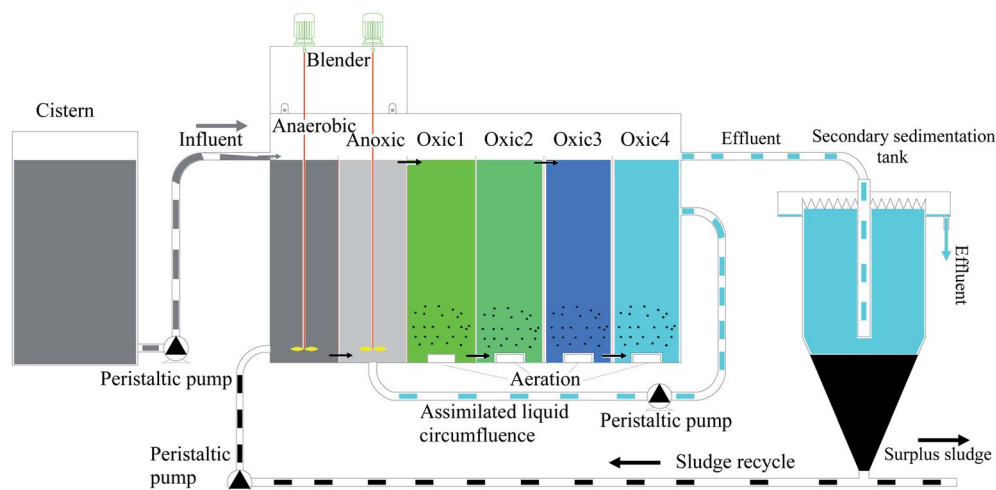 Blender
Cistern
Influent
Anaerobic
Anoxic
Oxic1
Oxic2
Oxic3
Oxic4
Effluent
Secondary sedimentation
tank
Effluent
Peristaltic pump
Aeration
Assimilated liquid
circumfluence
Peristaltic pump
Peristaltic
pump
Sludge recycle
Surplus sludge